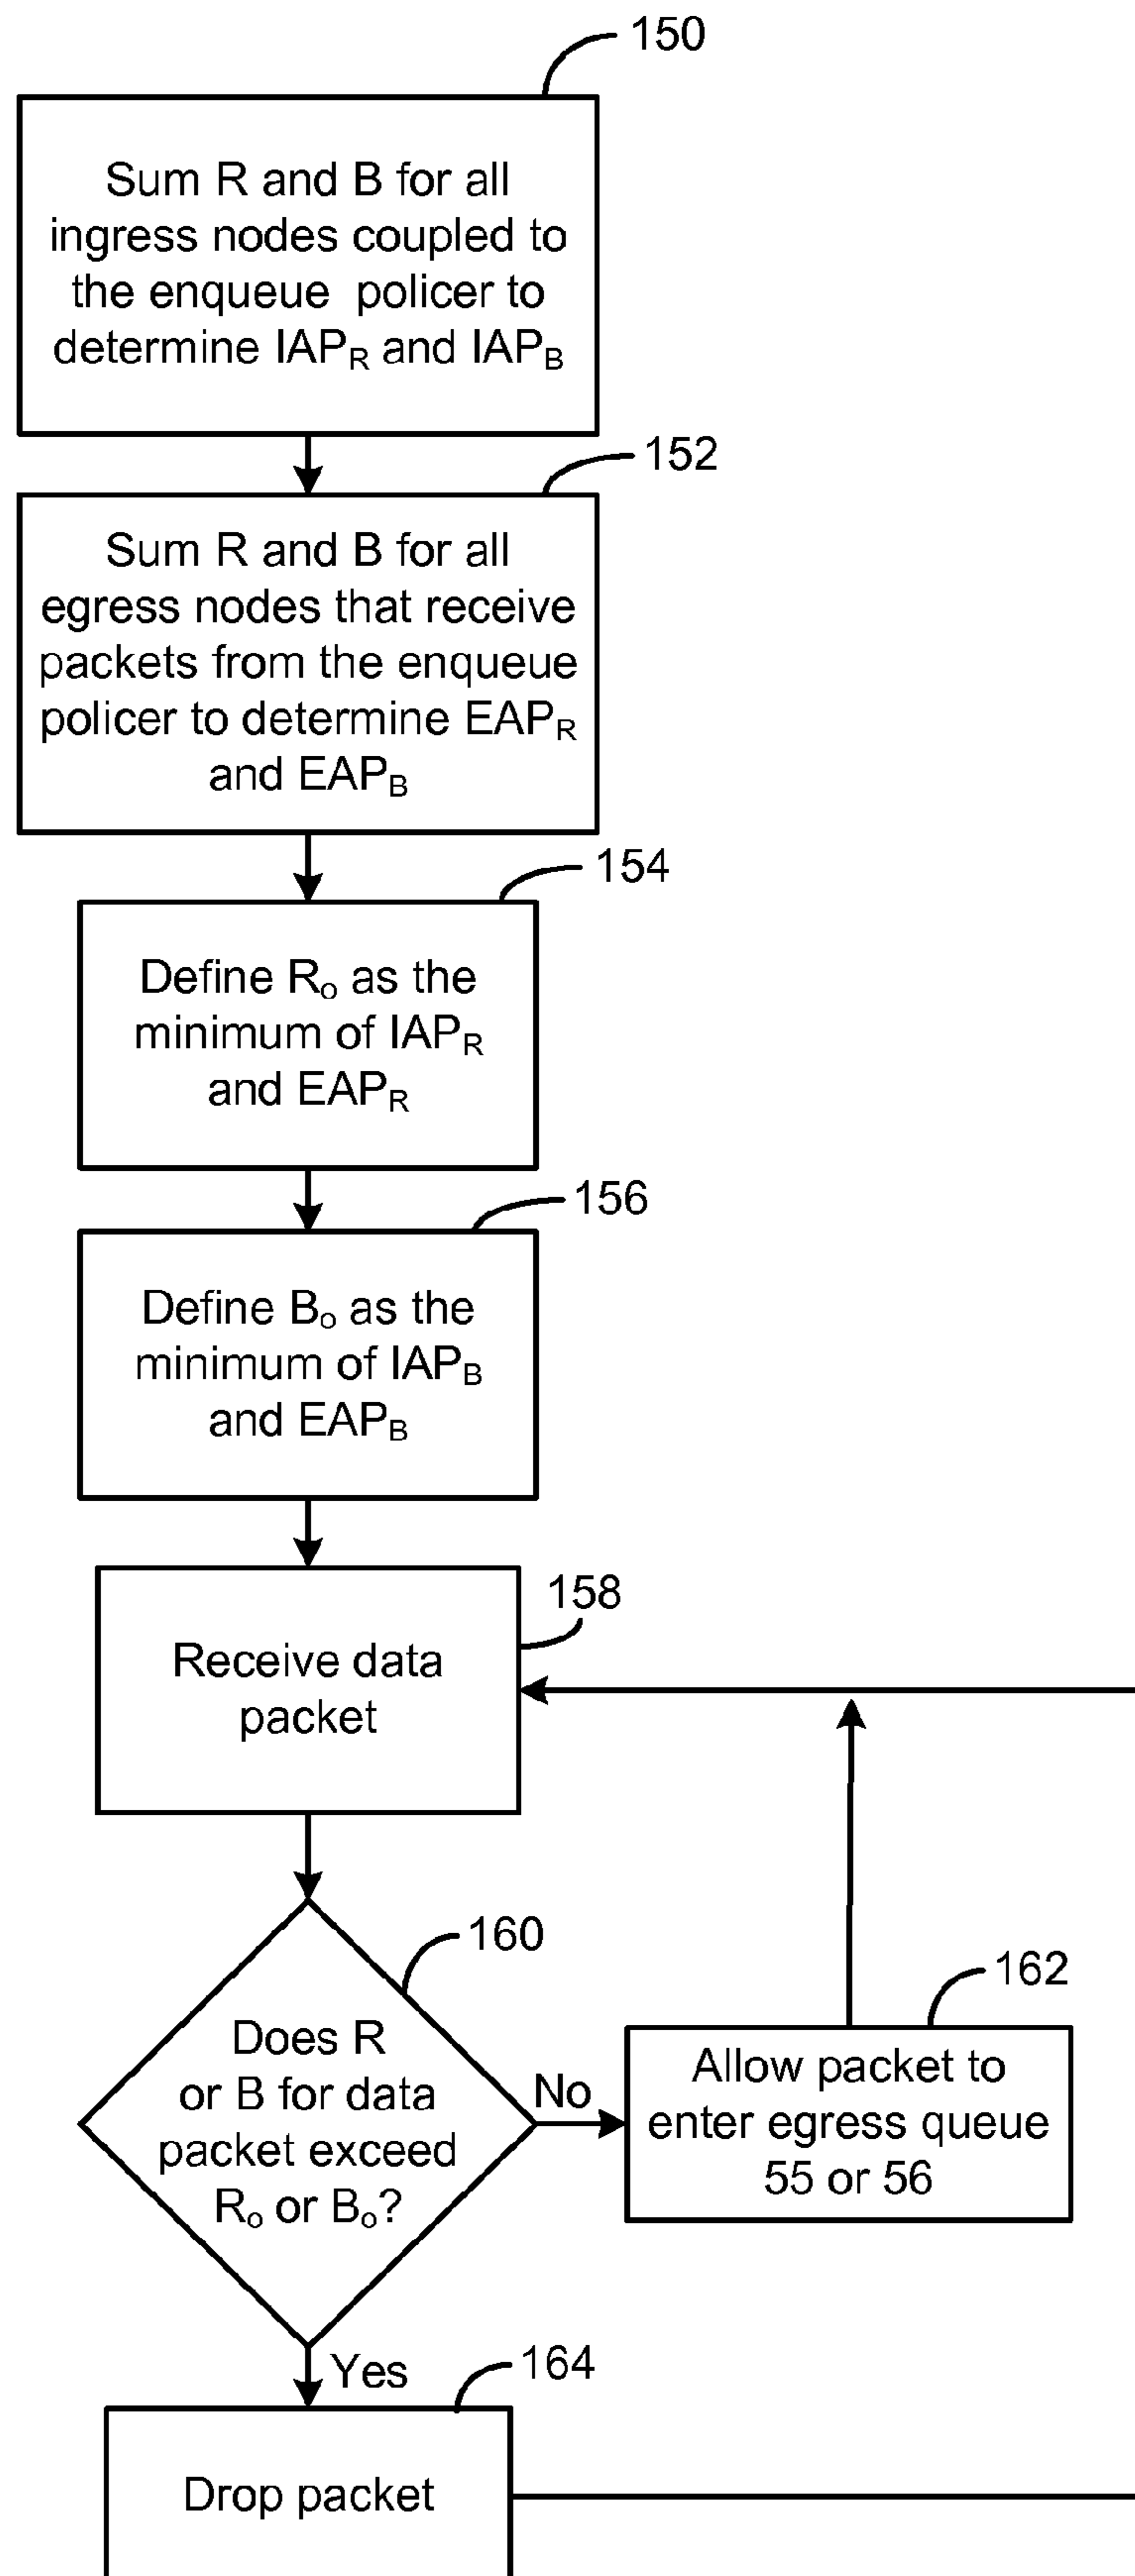 150
Sum R and B for all
ingress nodes coupled to
the enqueue policer to
determine IAPR and IAPB
152
Sum R and B for all
egress nodes that receive
packets from the enqueue
policer to determine EAPR
and EAPB
154
Define Ro as the
minimum of IAPR
and EAPR
156
Define Bo as the
minimum of IAPB
and EAPB
158
Receive data
packet
160
Does R
or B for data
packet exceed
Ro or Bo?
No
162
Allow packet to
enter egress queue
55 or 56
Yes
164
Drop packet